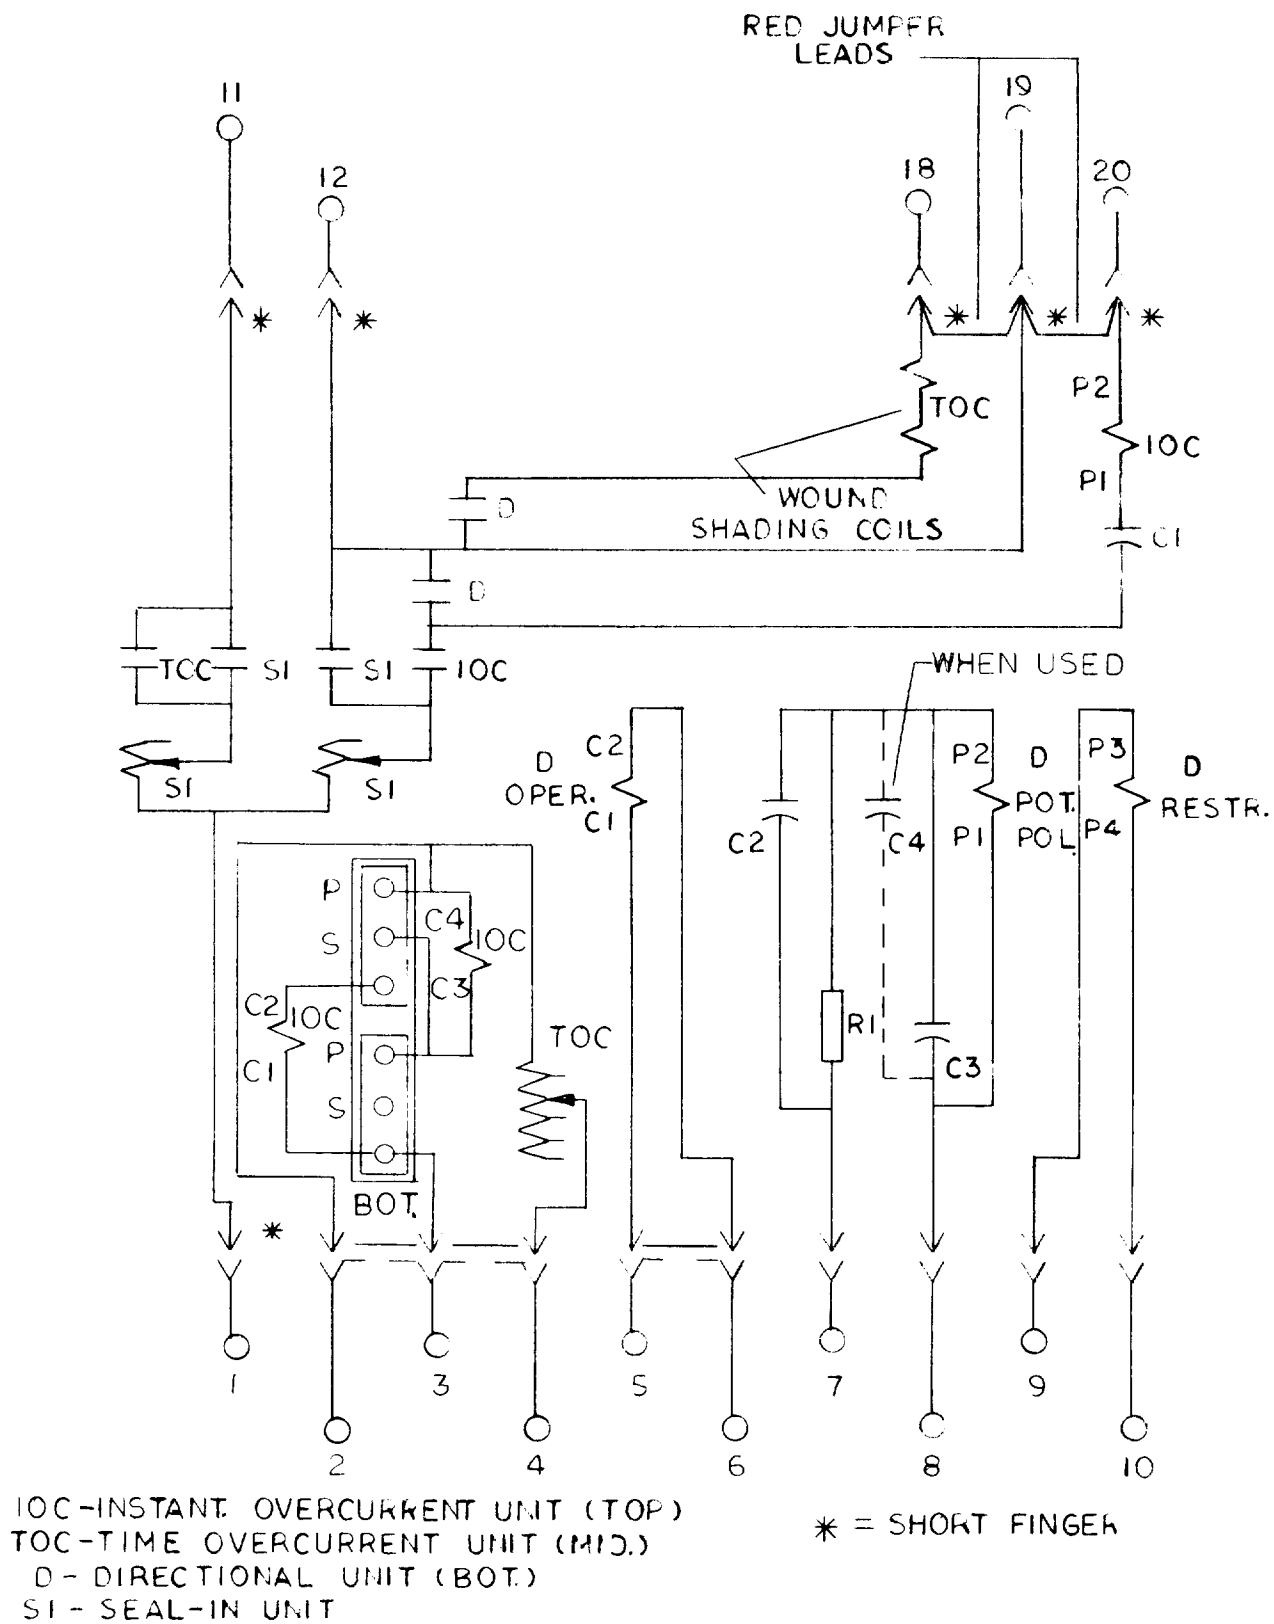 RED JUMPER
LEADS
11
12
18
19
20
*
*
*
*
*
TOC
P2
IOC
P1
C1
WOUND
SHADING COILS
D
D
TOC
SI
SI
IOC
SI
SI
WHEN USED
D
OPER.
C2
C1
C2
C4
P2
P1
D
POT.
POL.
P3
P4
D
RESTR.
R1
C3
P
S
C4
IOC
C3
C2
IOC
C1
P
S
BOT.
TOC
*
1
2
3
4
5
6
7
8
9
10
IOC-INSTANT. OVERCURRENT UNIT (TOP)
TOC-TIME OVERCURRENT UNIT (MID.)
D-DIRECTIONAL UNIT (BOT.)
SI-SEAL-IN UNIT
* = SHORT FINGER